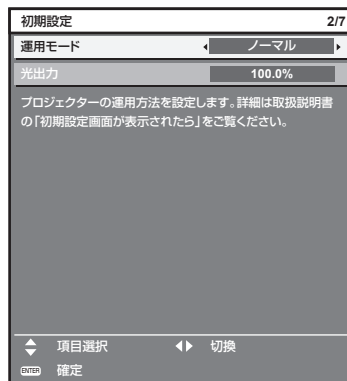 初期設定 2/7
運用モード ノーマル
光出力 100.0%
プロジェクターの運用方法を設定します。詳細は取扱説明書
の「初期設定画面が表示されたら」をご覧ください。
項目選択 切換
ENTER 確定